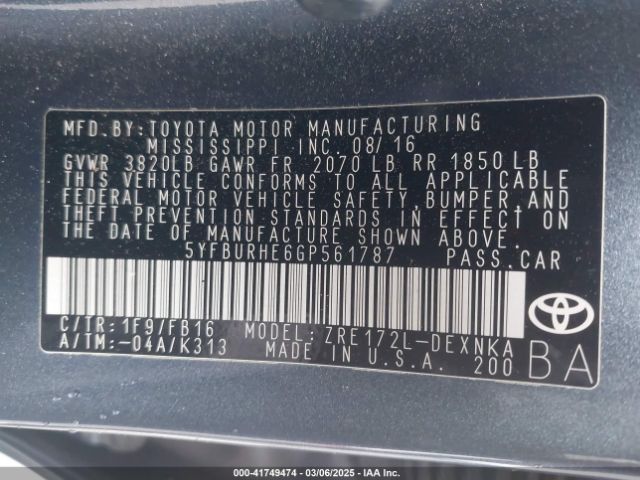 MFD.BY:TOYOTA MOTOR MANUFACTURING
MISSISSIPPI INC. 08/16
GVWR 3820LB GAWR FR 2070 LB RR 1850 LB
THIS VEHICLE CONFORMS TO ALL APPLICABLE
FEDERAL MOTOR VEHICLE SAFETY, BUMPER, AND
THEFT PREVENTION STANDARDS IN EFFECT ON
THE DATE OF MANUFACTURE SHOWN ABOVE.
5YFBURHE6GP561787 PASS.CAR
C/TR:1F9/FB16 MODEL:ZRE172L-DEXNKA
A/TM:-04A/K313 MADE IN U.S.A. 200
TOYOTA
BA
000-41749474 | 03/06/2025 | IAA Inc.